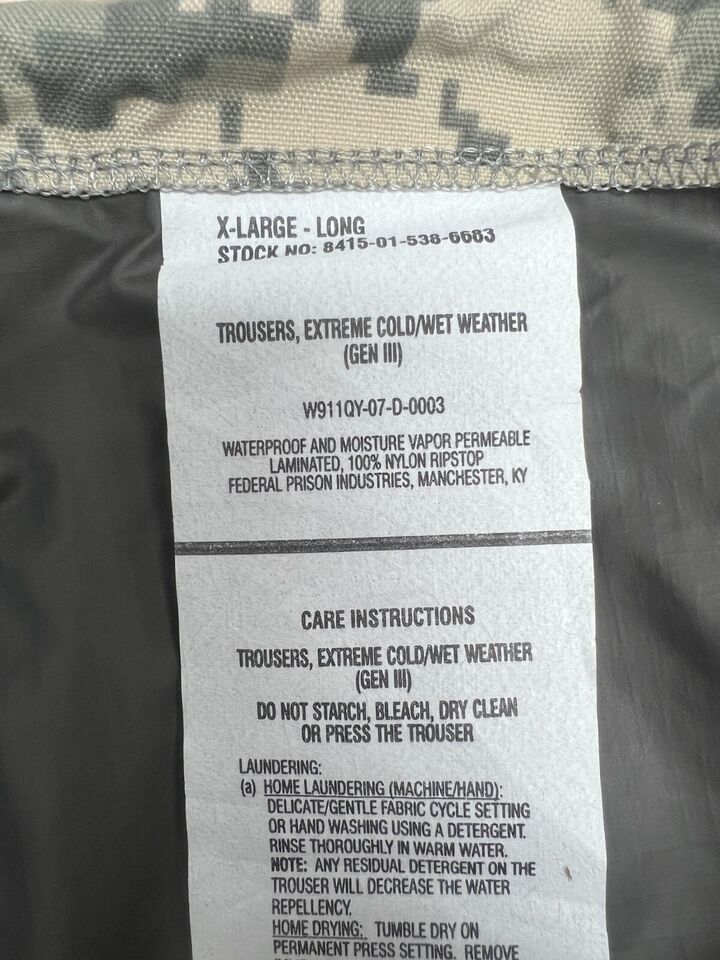 X-LARGE - LONG
STOCK NO: 8415-01-538-6683
TROUSERS, EXTREME COLD/WET WEATHER
(GEN III)
W911QY-07-D-0003
WATERPROOF AND MOISTURE VAPOR PERMEABLE
LAMINATED, 100% NYLON RIPSTOP
FEDERAL PRISON INDUSTRIES, MANCHESTER, KY
CARE INSTRUCTIONS
TROUSERS, EXTREME COLD/WET WEATHER
(GEN III)
DO NOT STARCH, BLEACH, DRY CLEAN
OR PRESS THE TROUSER
LAUNDERING:
(a) HOME LAUNDERING (MACHINE/HAND):
DELICATE/GENTLE FABRIC CYCLE SETTING
OR HAND WASHING USING A DETERGENT.
RINSE THOROUGHLY IN WARM WATER.
NOTE: ANY RESIDUAL DETERGENT ON THE
TROUSER WILL DECREASE THE WATER
REPELLENCY.
HOME DRYING: TUMBLE DRY ON
PERMANENT PRESS SETTING. REMOVE